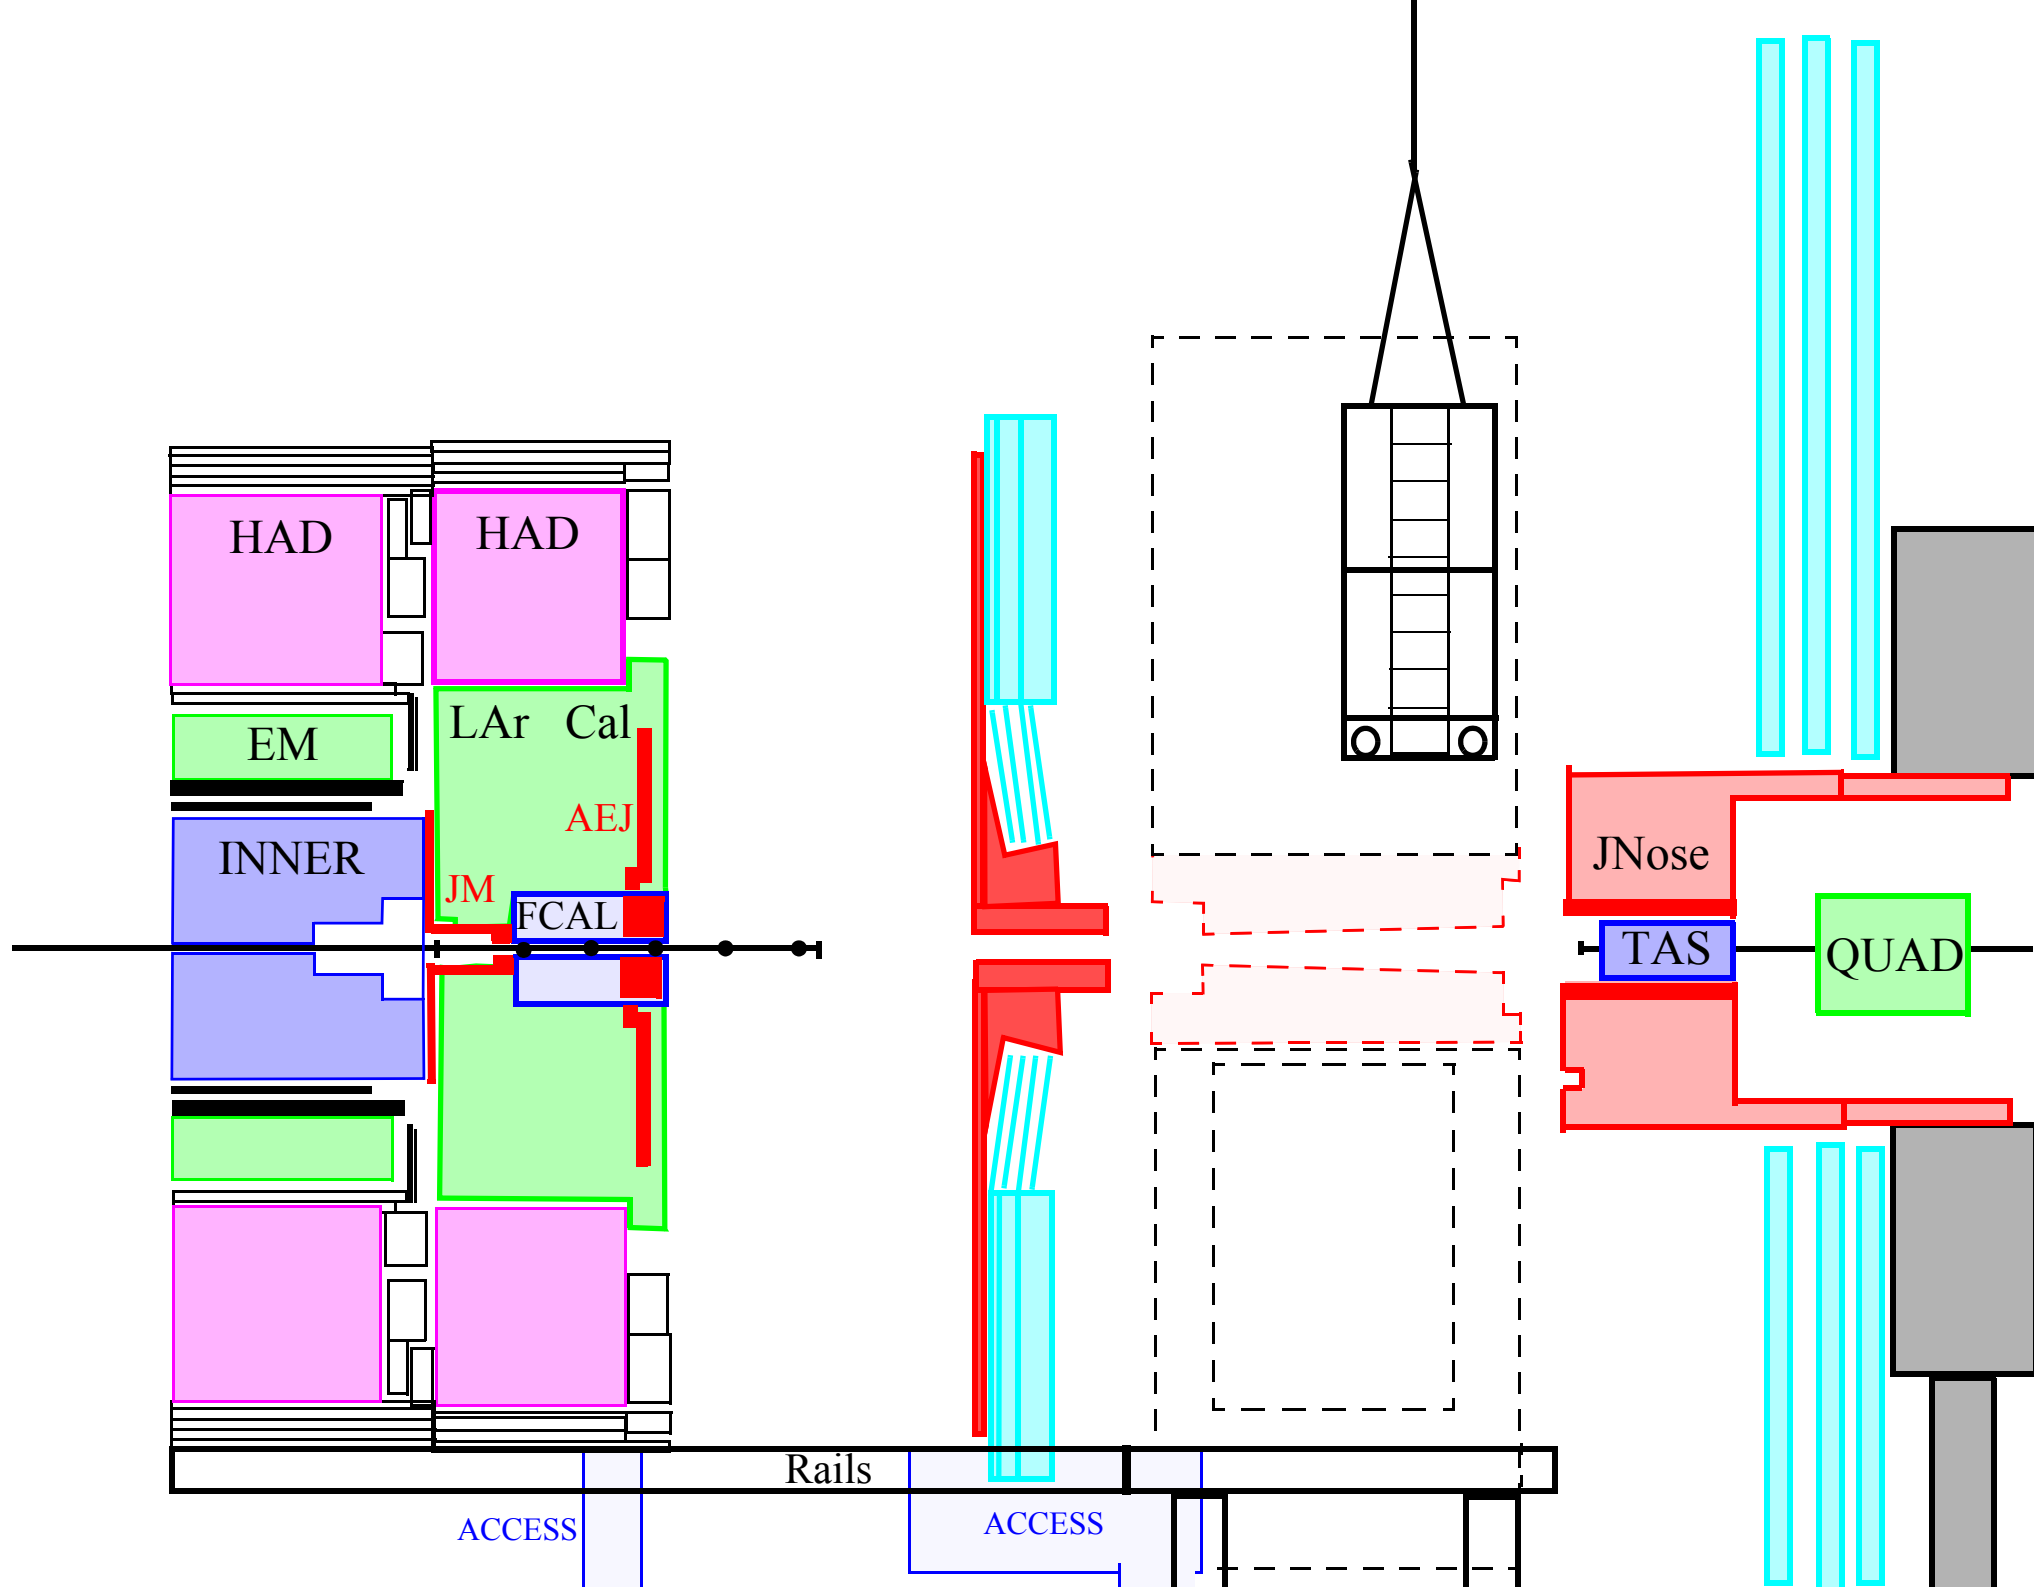 HAD
HAD
LAr Cal
EM
AEJ
INNER
JM
FCAL
JNose
TAS
QUAD
Rails
ACCESS
ACCESS